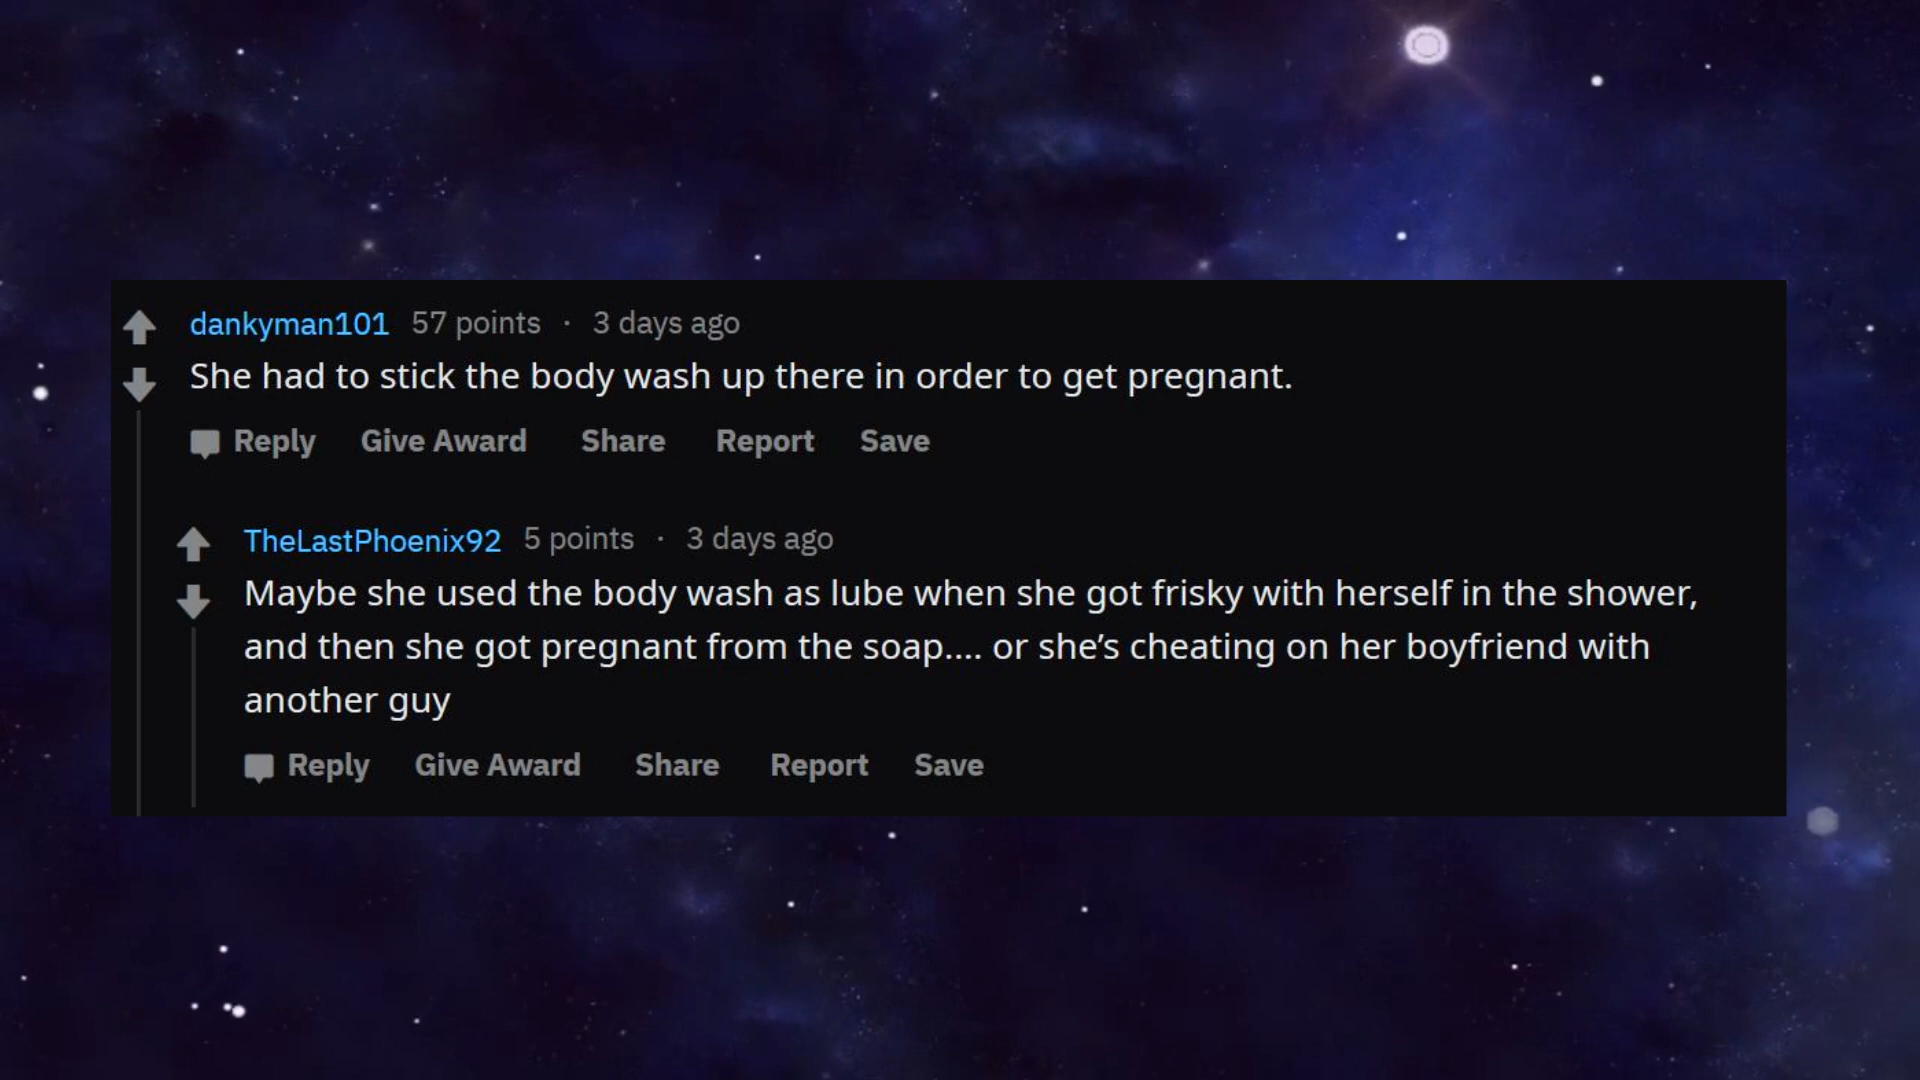 dankyman101 57 points · 3 days ago
She had to stick the body wash up there in order to get pregnant.
Reply Give Award Share Report Save
TheLastPhoenix92 5 points · 3 days ago
Maybe she used the body wash as lube when she got frisky with herself in the shower,
and then she got pregnant from the soap.... or she’s cheating on her boyfriend with
another guy
Reply Give Award Share Report Save